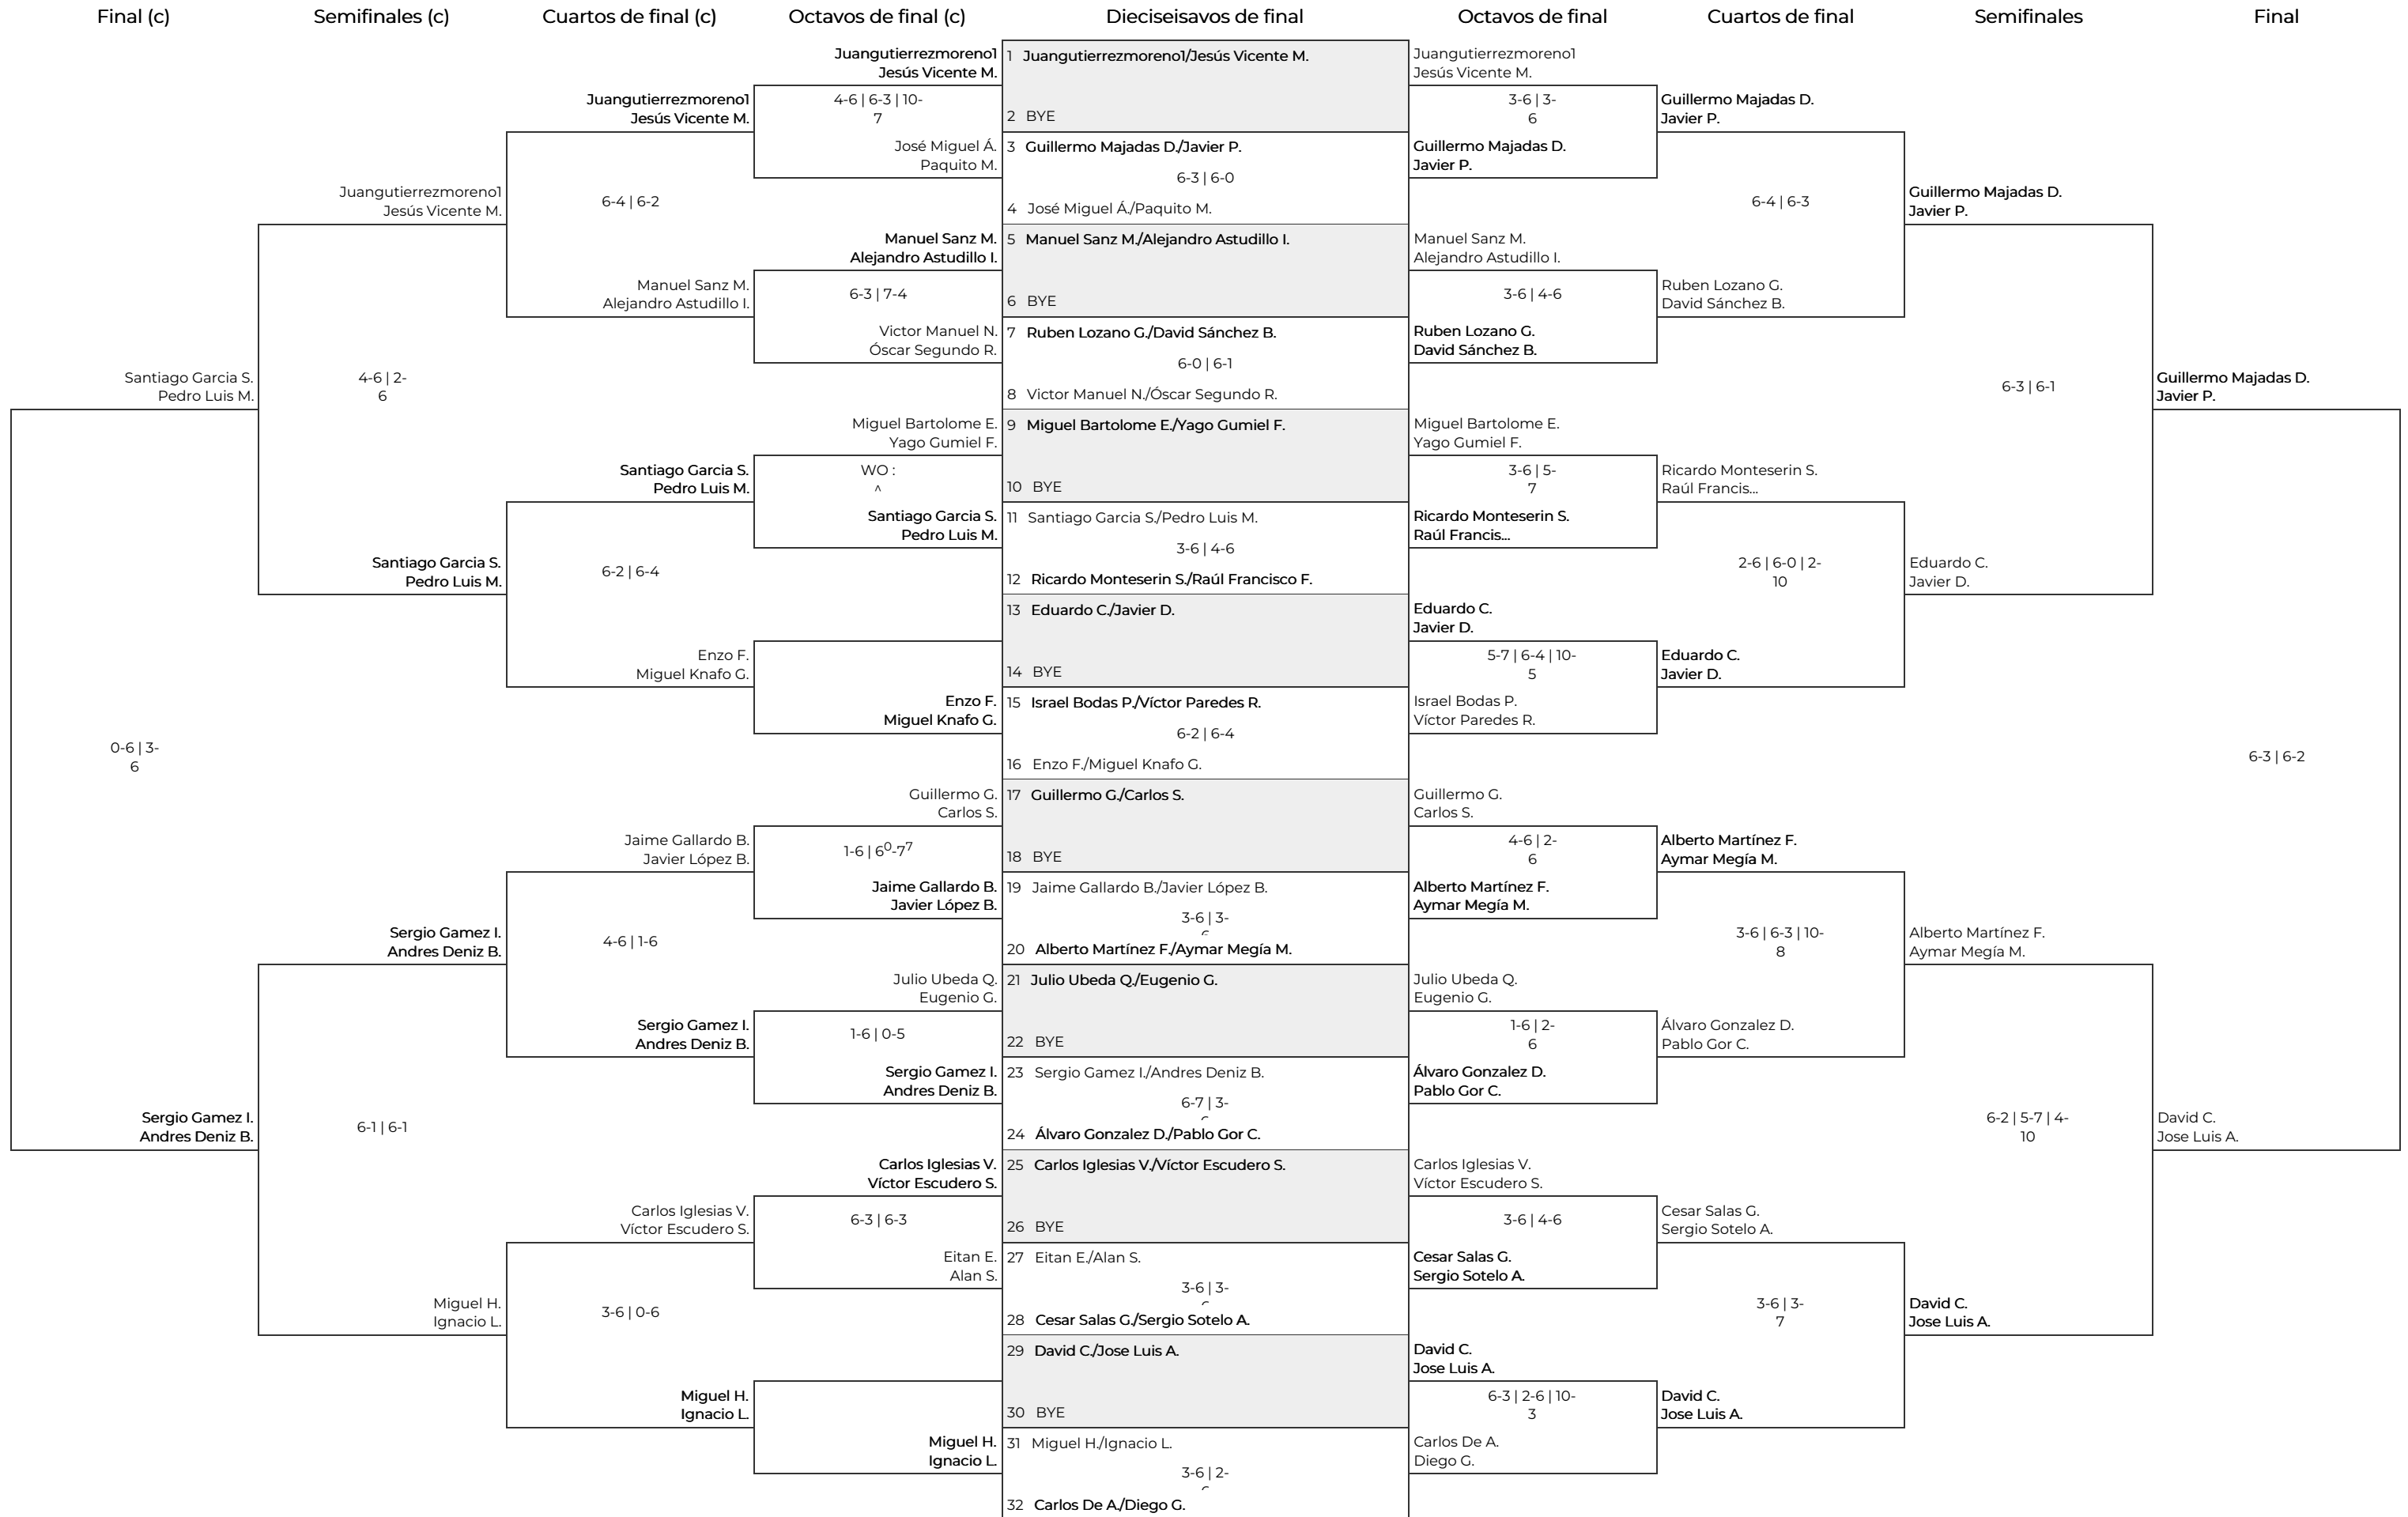 Final (c)
Semifinales (c)
Cuartos de final (c)
Octavos de final (c)
Dieciseisavos de final
Octavos de final
Cuartos de final
Semifinales
Final
Santiago Garcia S.
Pedro Luis M.
0-6 | 3-
6
Sergio Gamez I.
Andres Deniz B.
Juangutierrezmoreno1
Jesús Vicente M.
4-6 | 2-
6
Santiago Garcia S.
Pedro Luis M.
Sergio Gamez I.
Andres Deniz B.
6-1 | 6-1
Miguel H.
Ignacio L.
Juangutierrezmoreno1
Jesús Vicente M.
6-4 | 6-2
Manuel Sanz M.
Alejandro Astudillo I.
Santiago Garcia S.
Pedro Luis M.
6-2 | 6-4
Enzo F.
Miguel Knafo G.
Jaime Gallardo B.
Javier López B.
4-6 | 1-6
Sergio Gamez I.
Andres Deniz B.
Carlos Iglesias V.
Víctor Escudero S.
3-6 | 0-6
Miguel H.
Ignacio L.
Juangutierrezmoreno1
Jesús Vicente M.
4-6 | 6-3 | 10-
7
José Miguel Á.
Paquito M.
Manuel Sanz M.
Alejandro Astudillo I.
6-3 | 7-4
Victor Manuel N.
Óscar Segundo R.
Miguel Bartolome E.
Yago Gumiel F.
WO :
^
Santiago Garcia S.
Pedro Luis M.
Enzo F.
Miguel Knafo G.
Guillermo G.
Carlos S.
1-6 | 6⁰-7⁷
Jaime Gallardo B.
Javier López B.
Julio Ubeda Q.
Eugenio G.
1-6 | 0-5
Sergio Gamez I.
Andres Deniz B.
Carlos Iglesias V.
Víctor Escudero S.
6-3 | 6-3
Eitan E.
Alan S.
Miguel H.
Ignacio L.
1 Juangutierrezmoreno1/Jesús Vicente M.
2 BYE
3 Guillermo Majadas D./Javier P.
6-3 | 6-0
4 José Miguel Á./Paquito M.
5 Manuel Sanz M./Alejandro Astudillo I.
6 BYE
7 Ruben Lozano G./David Sánchez B.
6-0 | 6-1
8 Victor Manuel N./Óscar Segundo R.
9 Miguel Bartolome E./Yago Gumiel F.
10 BYE
11 Santiago Garcia S./Pedro Luis M.
3-6 | 4-6
12 Ricardo Monteserin S./Raúl Francisco F.
13 Eduardo C./Javier D.
14 BYE
15 Israel Bodas P./Víctor Paredes R.
6-2 | 6-4
16 Enzo F./Miguel Knafo G.
17 Guillermo G./Carlos S.
18 BYE
19 Jaime Gallardo B./Javier López B.
3-6 | 3-
20 Alberto Martínez F./Aymar Megía M.
21 Julio Ubeda Q./Eugenio G.
22 BYE
23 Sergio Gamez I./Andres Deniz B.
6-7 | 3-
24 Álvaro Gonzalez D./Pablo Gor C.
25 Carlos Iglesias V./Víctor Escudero S.
26 BYE
27 Eitan E./Alan S.
3-6 | 3-
28 Cesar Salas G./Sergio Sotelo A.
29 David C./Jose Luis A.
30 BYE
31 Miguel H./Ignacio L.
3-6 | 2-
32 Carlos De A./Diego G.
Juangutierrezmoreno1
Jesús Vicente M.
3-6 | 3-
6
Guillermo Majadas D.
Javier P.
Manuel Sanz M.
Alejandro Astudillo I.
3-6 | 4-6
Ruben Lozano G.
David Sánchez B.
Miguel Bartolome E.
Yago Gumiel F.
3-6 | 5-
7
Ricardo Monteserin S.
Raúl Francis...
Eduardo C.
Javier D.
5-7 | 6-4 | 10-
5
Israel Bodas P.
Víctor Paredes R.
Guillermo G.
Carlos S.
4-6 | 2-
6
Alberto Martínez F.
Aymar Megía M.
Julio Ubeda Q.
Eugenio G.
1-6 | 2-
6
Álvaro Gonzalez D.
Pablo Gor C.
Carlos Iglesias V.
Víctor Escudero S.
3-6 | 4-6
Cesar Salas G.
Sergio Sotelo A.
David C.
Jose Luis A.
6-3 | 2-6 | 10-
3
Carlos De A.
Diego G.
Guillermo Majadas D.
Javier P.
6-4 | 6-3
Ruben Lozano G.
David Sánchez B.
Ricardo Monteserin S.
Raúl Francis...
2-6 | 6-0 | 2-
10
Eduardo C.
Javier D.
Alberto Martínez F.
Aymar Megía M.
3-6 | 6-3 | 10-
8
Álvaro Gonzalez D.
Pablo Gor C.
Cesar Salas G.
Sergio Sotelo A.
3-6 | 3-
7
David C.
Jose Luis A.
Guillermo Majadas D.
Javier P.
6-3 | 6-1
Eduardo C.
Javier D.
Alberto Martínez F.
Aymar Megía M.
6-2 | 5-7 | 4-
10
David C.
Jose Luis A.
Guillermo Majadas D.
Javier P.
6-3 | 6-2
David C.
Jose Luis A.